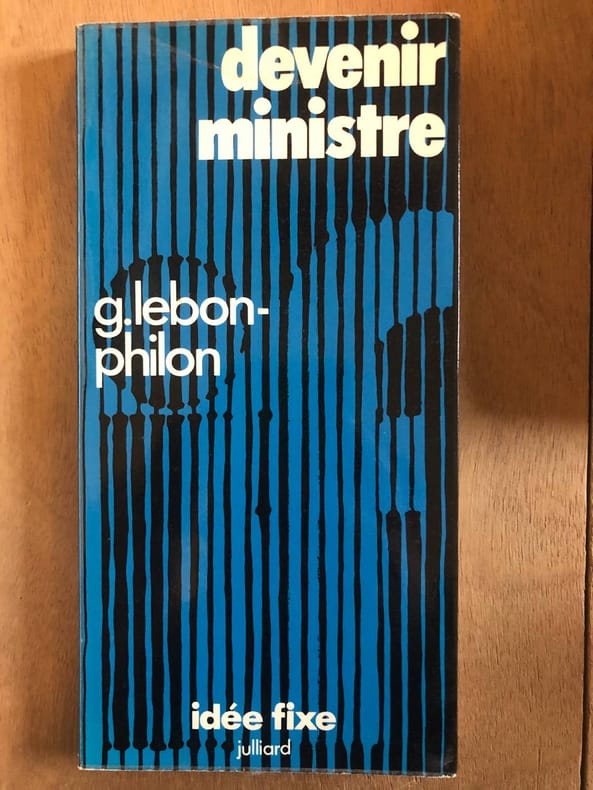 devenir
ministre
g.lebon-
philon
idée fixe
julliard